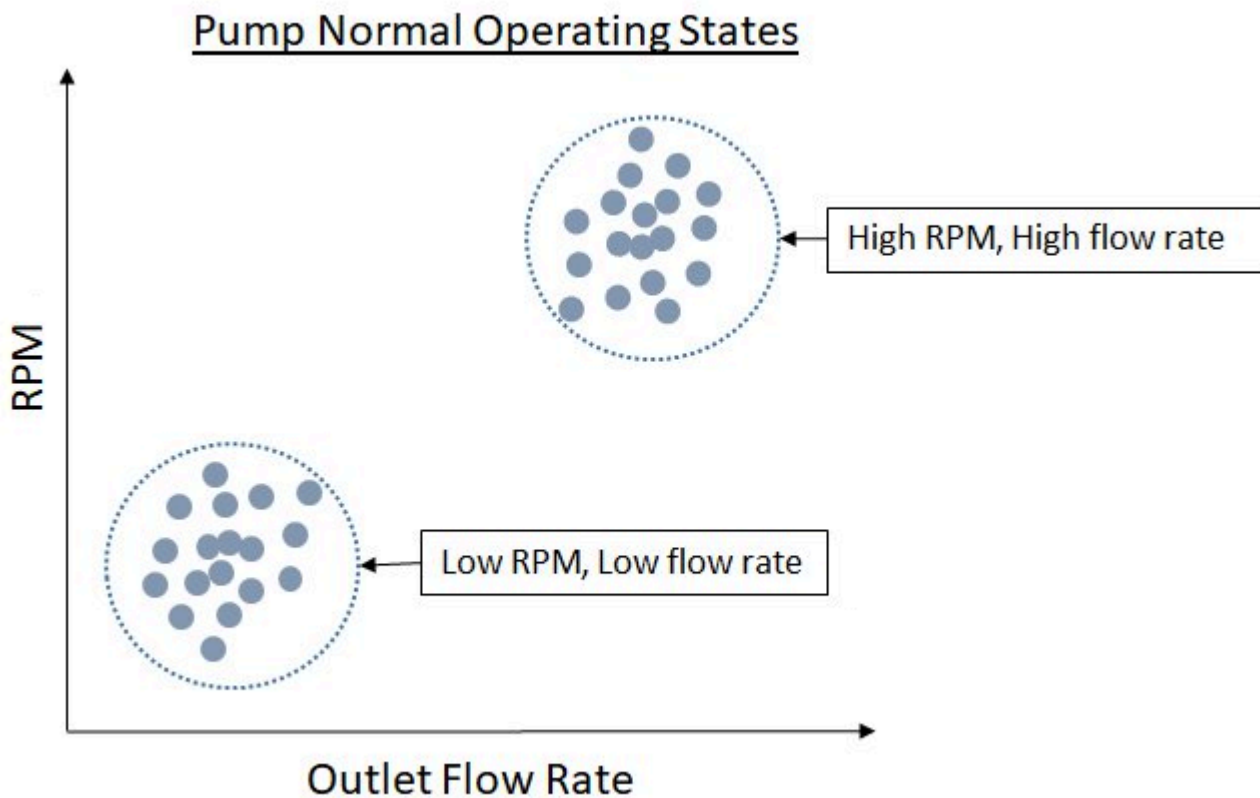 Pump Normal Operating States
High RPM, High flow rate
RPM
Low RPM, Low flow rate
Outlet Flow Rate